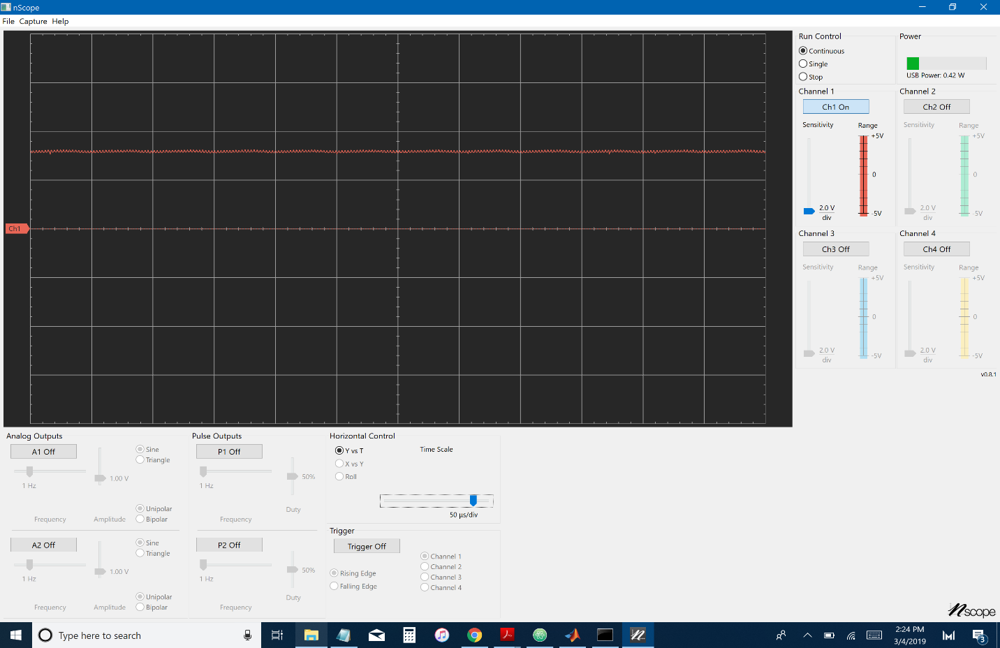 nScope
File Capture Help
Run Control
Continuous
Single
Stop
Power
USB Power: 0.42 W
Channel 1
Ch1 On
Sensitivity
Range
+5V
0
-5V
2.0 V
div
Channel 2
Ch2 Off
Sensitivity
Range
+5V
0
-5V
2.0 V
div
Ch1
Channel 3
Ch3 Off
Sensitivity
Range
+5V
0
-5V
2.0 V
div
Channel 4
Ch4 Off
Sensitivity
Range
+5V
0
-5V
2.0 V
div
v0.8.1
Analog Outputs
A1 Off
Sine
Triangle
1 Hz
1.00 V
Unipolar
Bipolar
Frequency
Amplitude
A2 Off
Sine
Triangle
1 Hz
1.00 V
Unipolar
Bipolar
Frequency
Amplitude
Pulse Outputs
P1 Off
1 Hz
50%
Duty
Frequency
P2 Off
1 Hz
50%
Duty
Frequency
Horizontal Control
Y vs T
X vs Y
Roll
Time Scale
50 µs/div
Trigger
Trigger Off
Rising Edge
Falling Edge
Channel 1
Channel 2
Channel 3
Channel 4
nscope
Type here to search
2:24 PM
3/4/2019
3